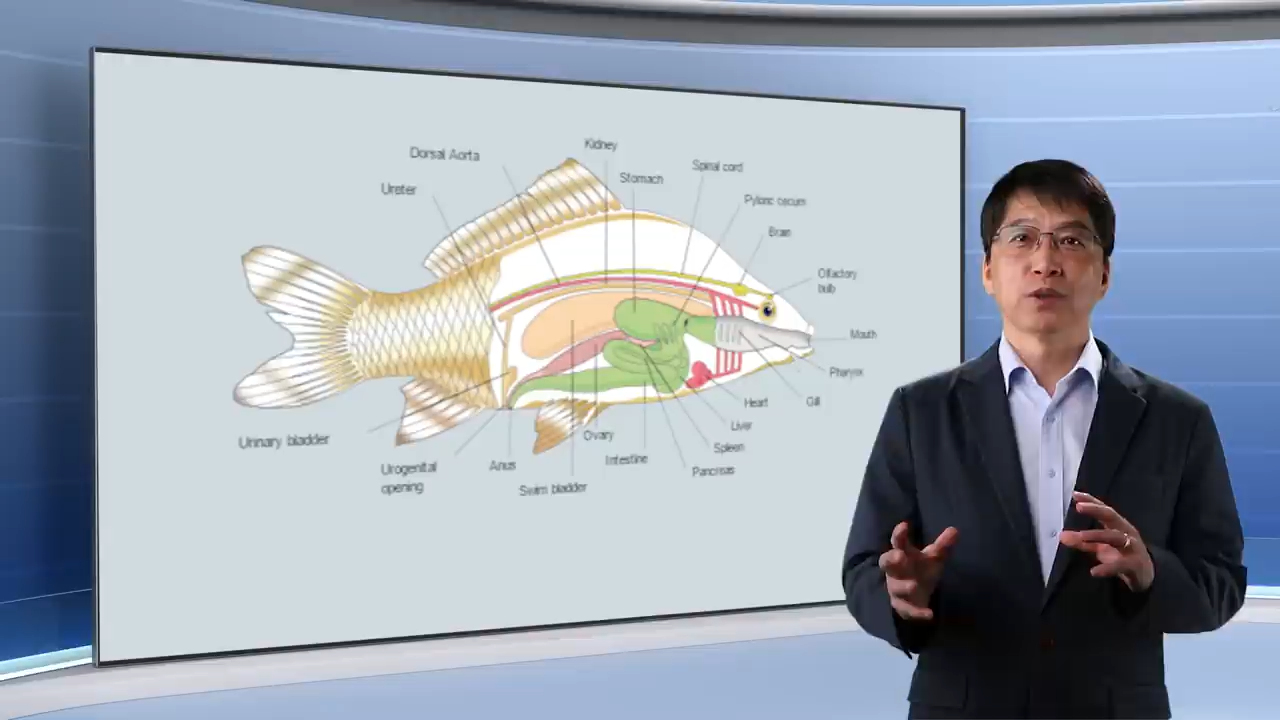 Kidney
Dorsal Aorta
Spinal cord
Stomach
Ureter
Pyloric cecum
Brain
Olfactory
bulb
Mouth
Pharynx
Gill
Heart
Liver
Ovary
Urinary bladder
Spleen
Intestine
Anus
Urogenital
opening
Pancreas
Swim bladder